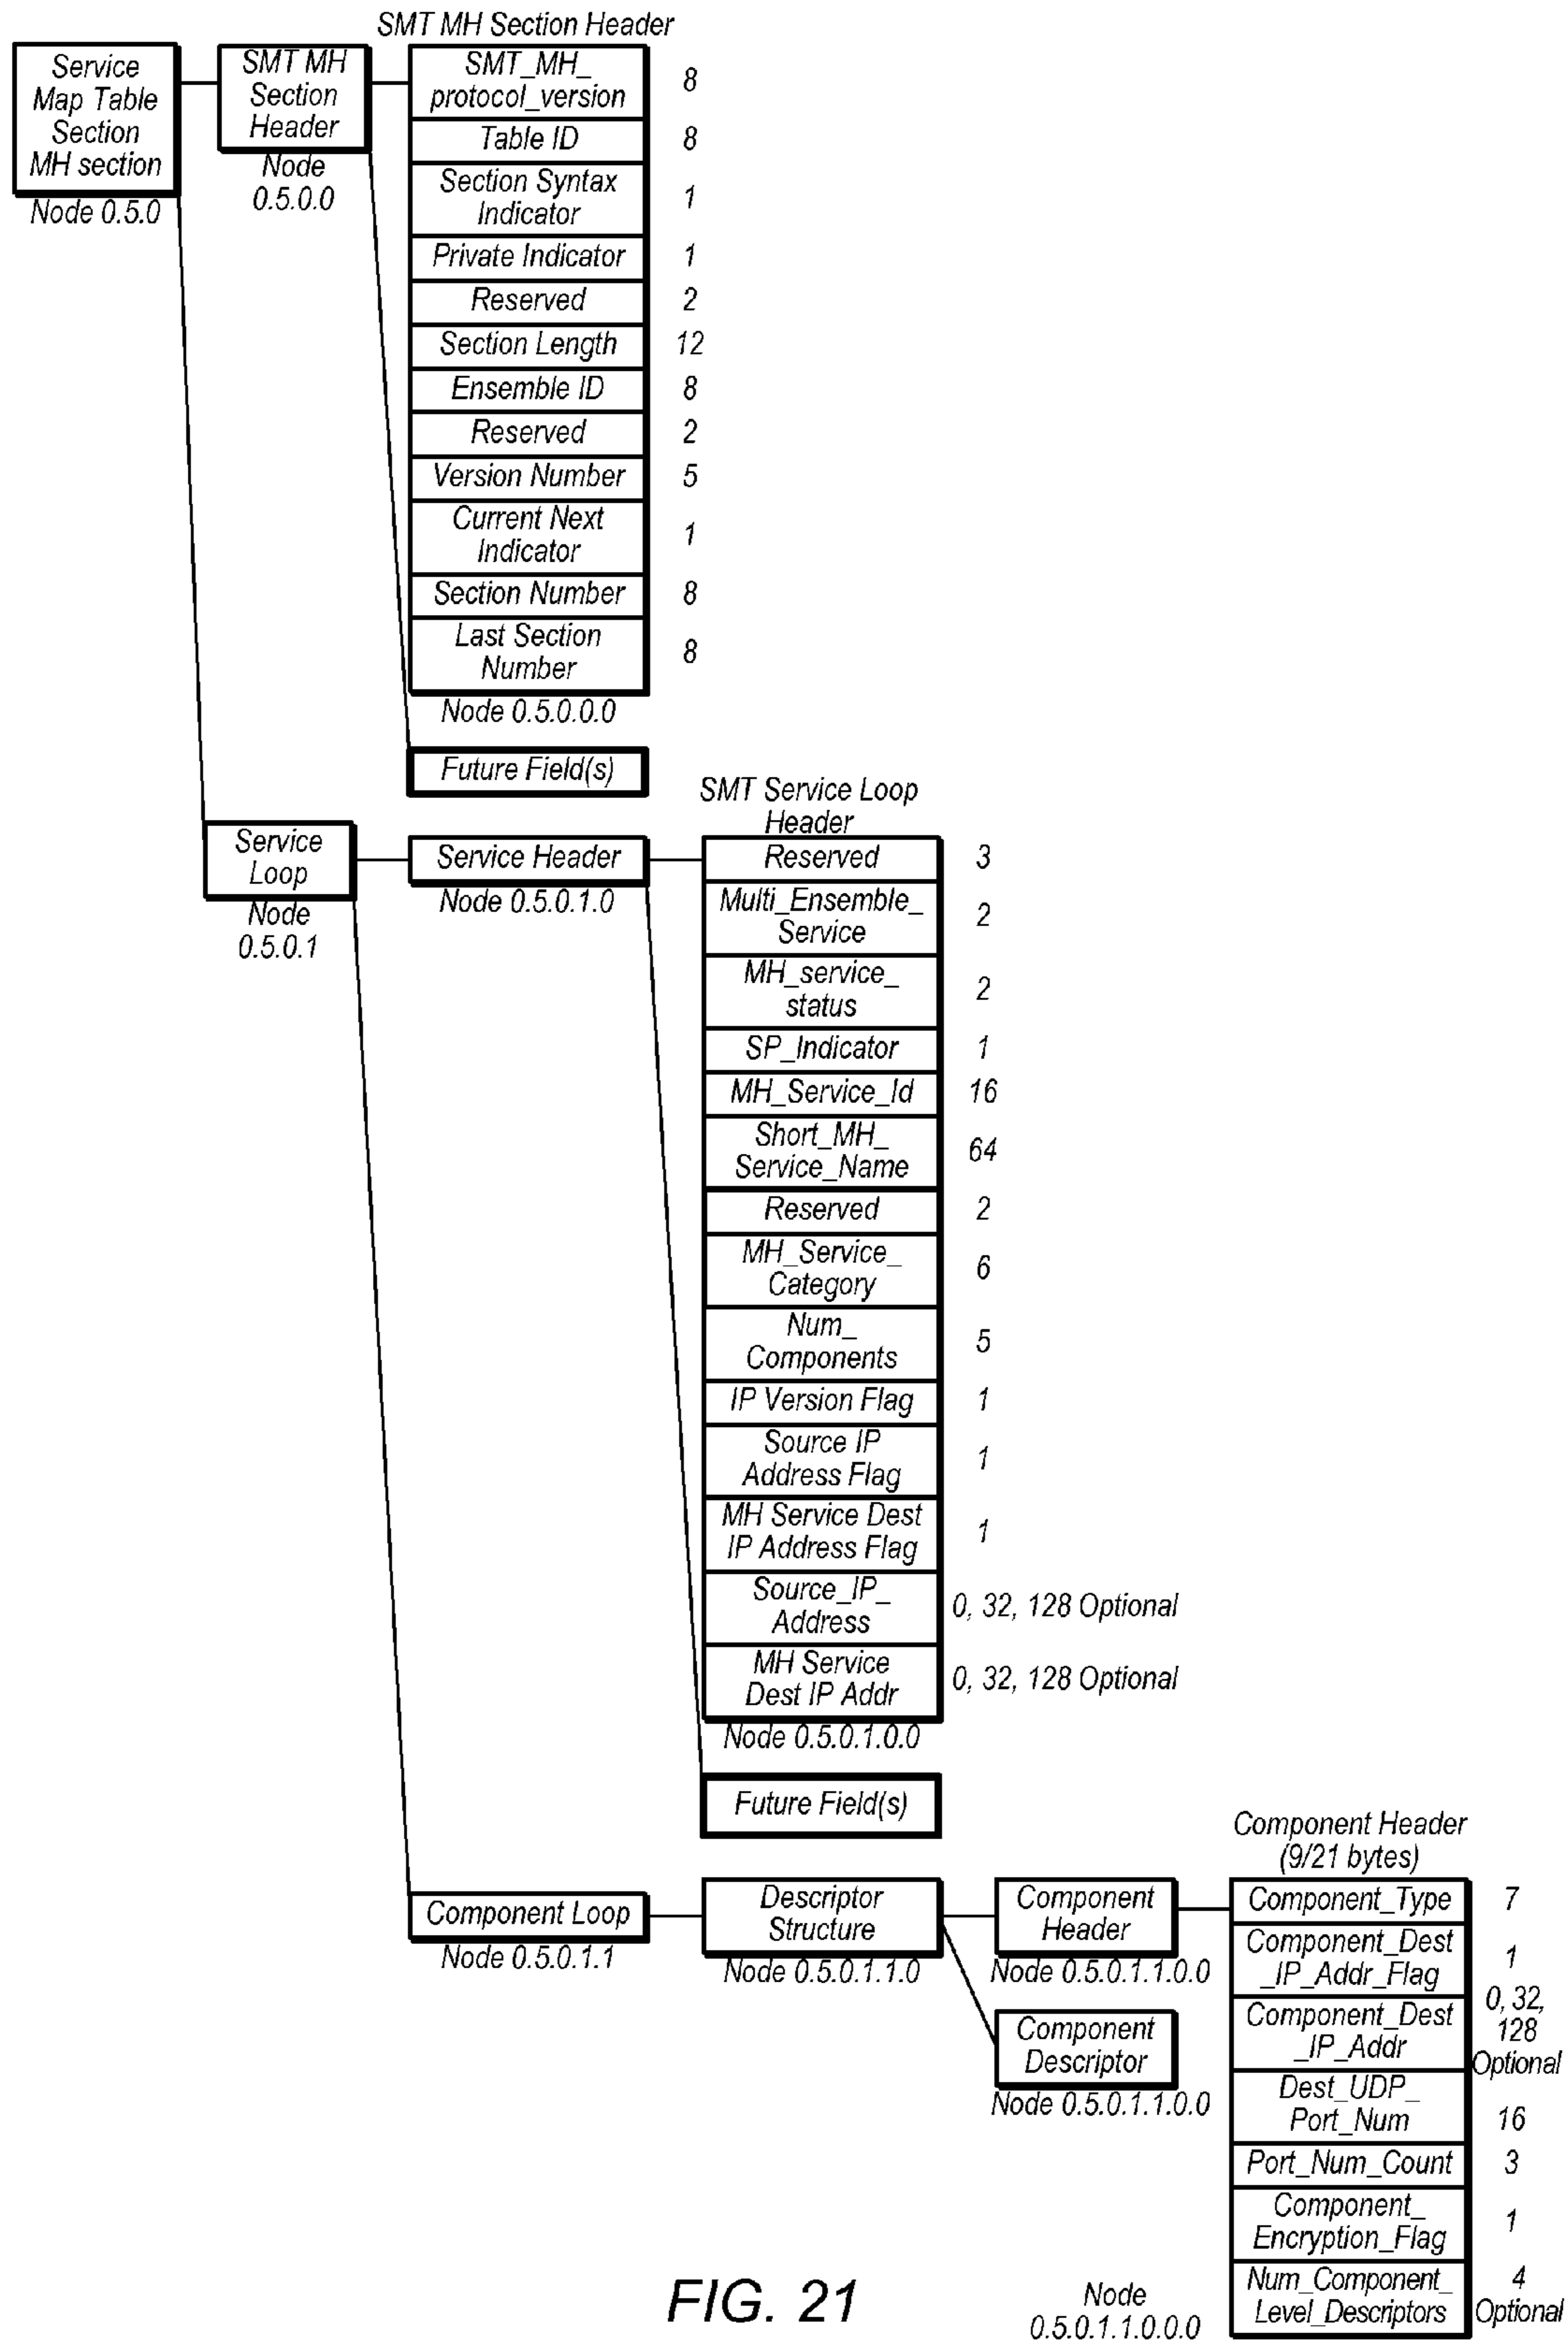 SMT MH Section Header
Service
Map Table
Section
MH section
Node 0.5.0
SMT MH
Section
Header
Node
0.5.0.0
SMT_MH_
protocol_version
8
Table ID
8
Section Syntax
Indicator
1
Private Indicator
1
Reserved
2
Section Length
12
Ensemble ID
8
Reserved
2
Version Number
5
Current Next
Indicator
1
Section Number
8
Last Section
Number
8
Node 0.5.0.0.0
Future Field(s)
Service
Loop
Node
0.5.0.1
Service Header
Node 0.5.0.1.0
SMT Service Loop
Header
Reserved
3
Multi_Ensemble_
Service
2
MH_service_
status
2
SP_Indicator
1
MH_Service_Id
16
Short_MH_
Service_Name
64
Reserved
2
MH_Service_
Category
6
Num_
Components
5
IP Version Flag
1
Source IP
Address Flag
1
MH Service Dest
IP Address Flag
1
Source_IP_
Address
0, 32, 128 Optional
MH Service
Dest IP Addr
0, 32, 128 Optional
Node 0.5.0.1.0.0
Future Field(s)
Component Loop
Node 0.5.0.1.1
Descriptor
Structure
Node 0.5.0.1.1.0
Component
Header
Node 0.5.0.1.1.0.0
Component
Descriptor
Node 0.5.0.1.1.0.0
Component Header
(9/21 bytes)
Component_Type
7
Component_Dest
_IP_Addr_Flag
1
Component_Dest
_IP_Addr
0, 32,
128
Optional
Dest_UDP_
Port_Num
16
Port_Num_Count
3
Component_
Encryption_Flag
1
Num_Component_
Level_Descriptors
4
Optional
Node
0.5.0.1.1.0.0.0
FIG. 21